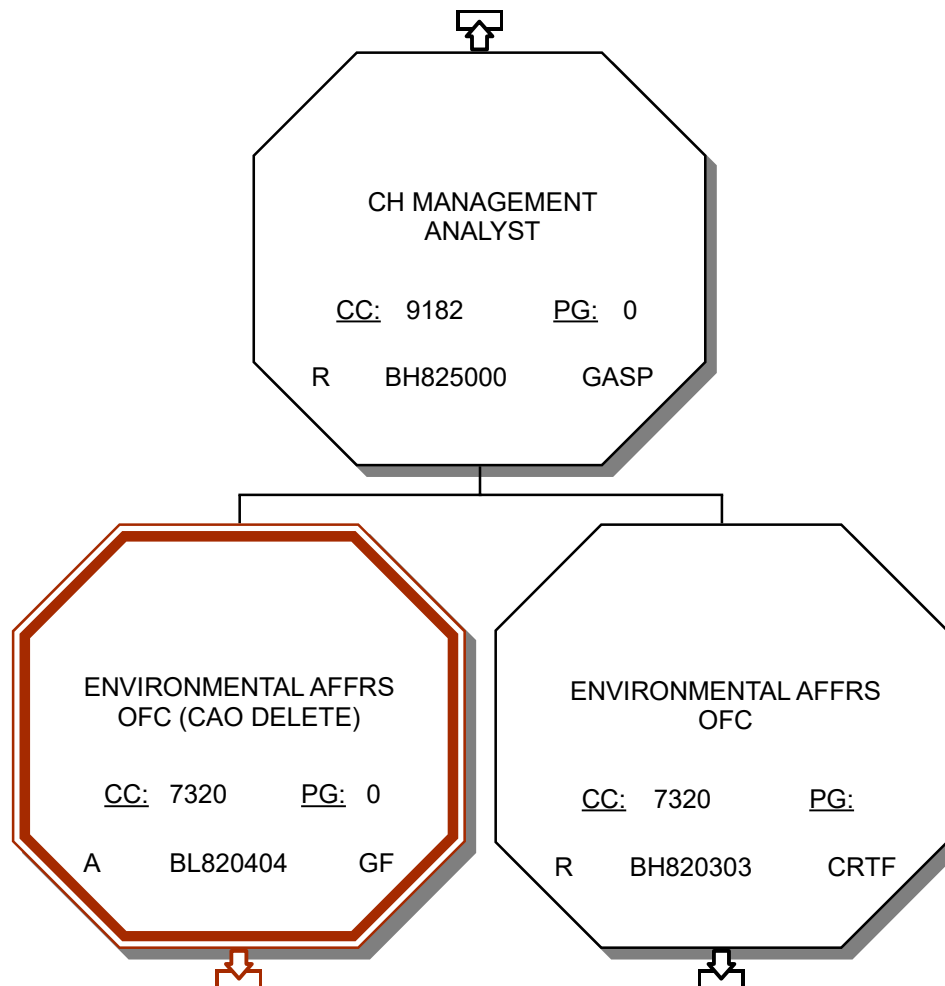 CH MANAGEMENT
ANALYST
CC: 9182 PG: 0
R BH825000 GASP
ENVIRONMENTAL AFFRS
OFC (CAO DELETE)
CC: 7320 PG: 0
A BL820404 GF
ENVIRONMENTAL AFFRS
OFC
CC: 7320 PG:
R BH820303 CRTF